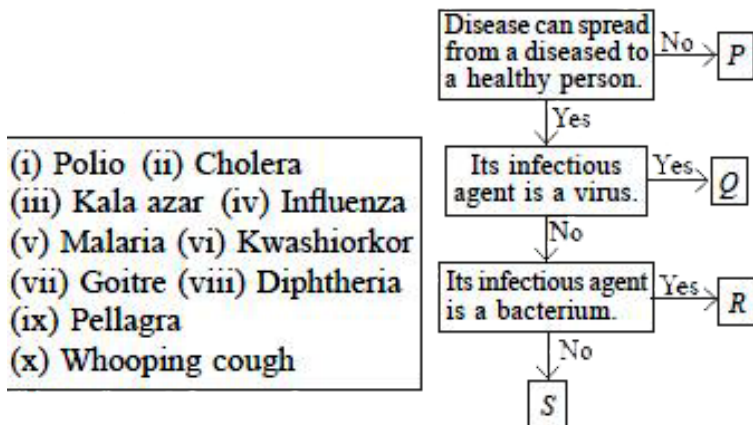 Disease can spread
from a diseased to
a healthy person.
No
P
Yes
Its infectious
agent is a virus.
Yes
Q
No
Its infectious agent
is a bacterium.
Yes
R
No
S
(i) Polio (ii) Cholera
(iii) Kala azar (iv) Influenza
(v) Malaria (vi) Kwashiorkor
(vii) Goitre (viii) Diphtheria
(ix) Pellagra
(x) Whooping cough